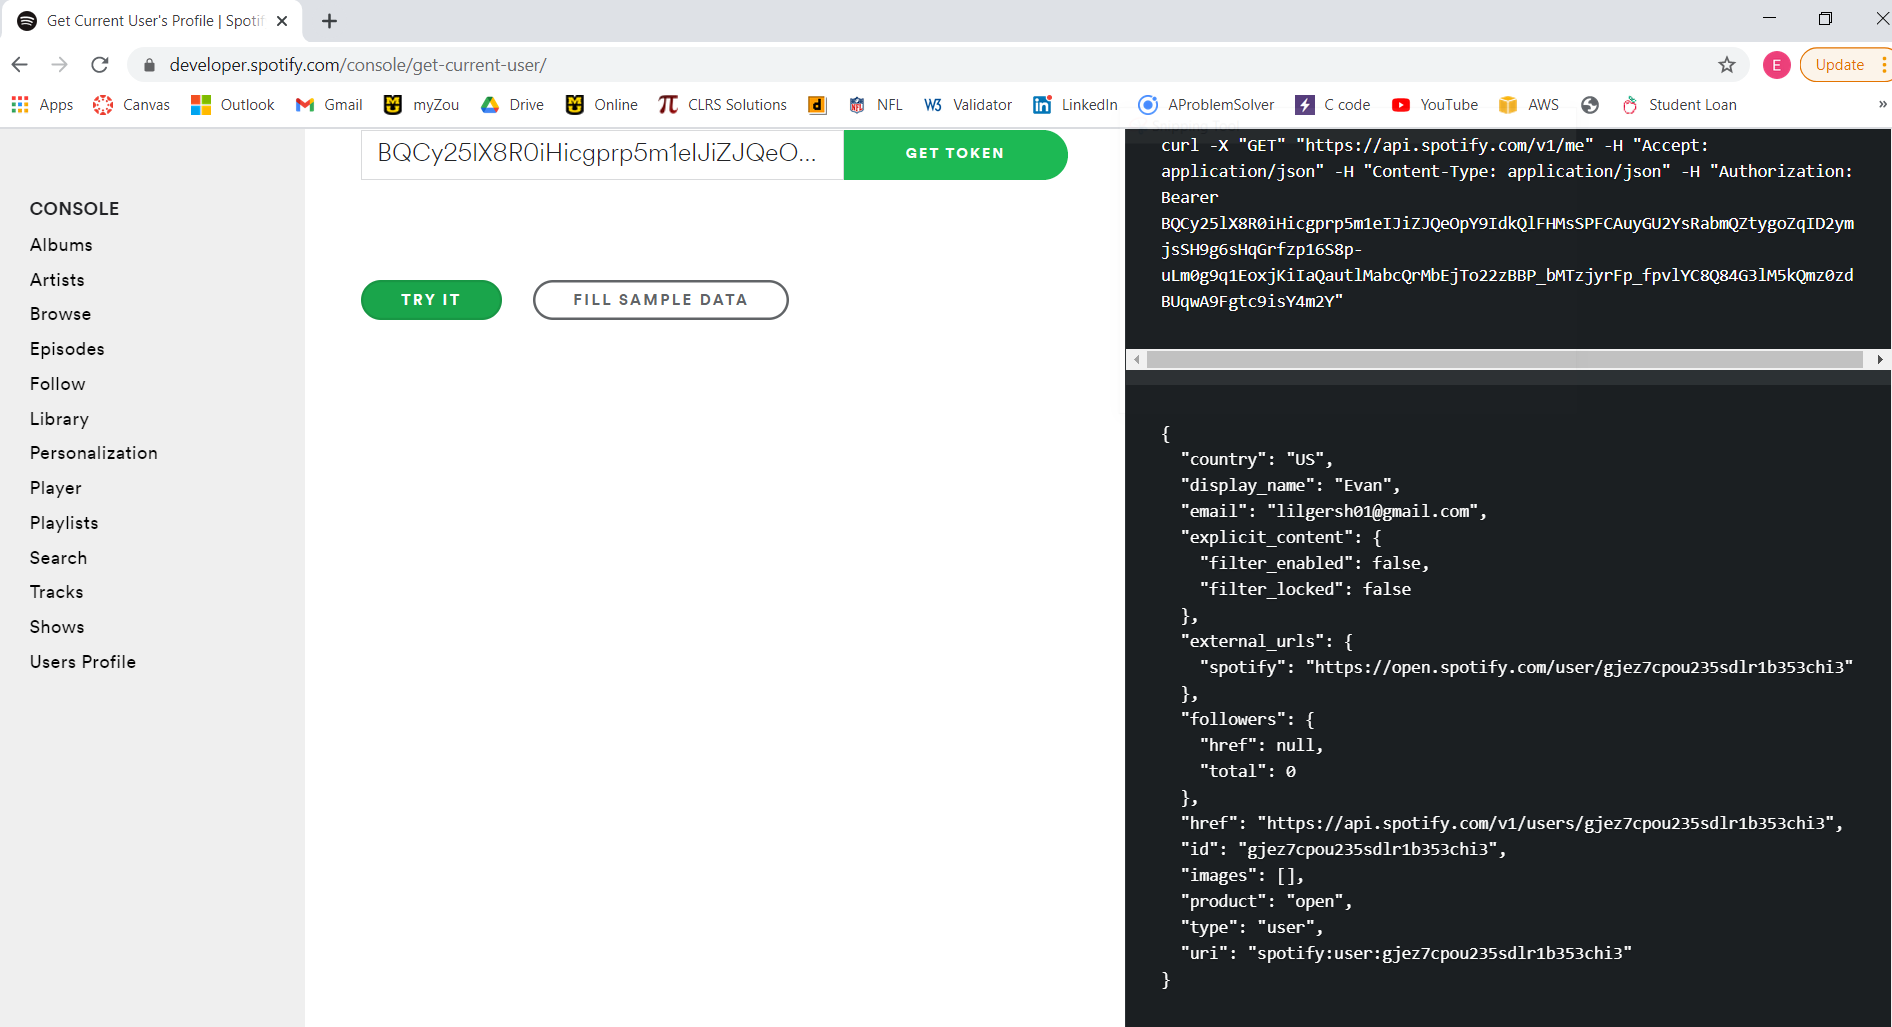 Get Current User's Profile | Spotif
developer.spotify.com/console/get-current-user/
E
Update
Apps Canvas Outlook Gmail myZou Drive Online CLRS Solutions d NFL W3 Validator LinkedIn AProblemSolver C code YouTube AWS Student Loan »
BQCy25lX8R0iHicgprp5m1eIJiZJQeO... GET TOKEN
TRY IT FILL SAMPLE DATA
CONSOLE
Albums
Artists
Browse
Episodes
Follow
Library
Personalization
Player
Playlists
Search
Tracks
Shows
Users Profile
curl -X "GET" "https://api.spotify.com/v1/me" -H "Accept:
application/json" -H "Content-Type: application/json" -H "Authorization:
Bearer
BQCy25lX8R0iHicgprp5m1eIJiZJQeOpY9IdkQlFHMsSPFCAuyGU2YsRabmQZtygoZqID2ym
jsSH9g6sHqGrfzp16S8p-
uLm0g9q1EoxjKiIaQautlMabcQrMbEjTo22zBBP_bMTzjyrFp_fpvlYC8Q84G3lM5kQmz0zd
BUqwA9Fgtc9isY4m2Y"
{
"country": "US",
"display_name": "Evan",
"email": "lilgersh01@gmail.com",
"explicit_content": {
"filter_enabled": false,
"filter_locked": false
},
"external_urls": {
"spotify": "https://open.spotify.com/user/gjez7cpou235sdlr1b353chi3"
},
"followers": {
"href": null,
"total": 0
},
"href": "https://api.spotify.com/v1/users/gjez7cpou235sdlr1b353chi3",
"id": "gjez7cpou235sdlr1b353chi3",
"images": [],
"product": "open",
"type": "user",
"uri": "spotify:user:gjez7cpou235sdlr1b353chi3"
}